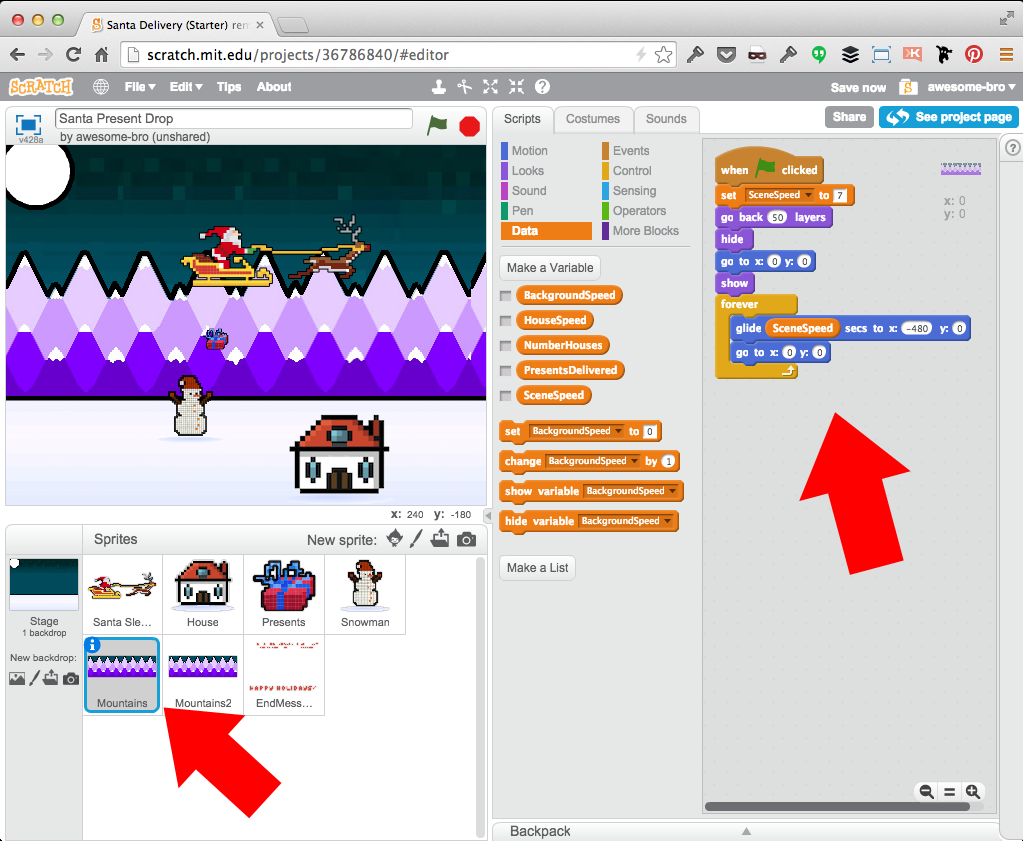 Santa Delivery (Starter) rem
scratch.mit.edu/projects/36786840/#editor
SCRATCH
File Edit Tips About
Save now
awesome-bro
Santa Present Drop
by awesome-bro (unshared)
v428a
Scripts Costumes Sounds
Share
See project page
Motion
Looks
Sound
Pen
Data
Events
Control
Sensing
Operators
More Blocks
Make a Variable
BackgroundSpeed
HouseSpeed
NumberHouses
PresentsDelivered
SceneSpeed
set BackgroundSpeed to 0
change BackgroundSpeed by 1
show variable BackgroundSpeed
hide variable BackgroundSpeed
Make a List
when clicked
set SceneSpeed to 7
go back 50 layers
hide
go to x: 0 y: 0
show
forever
glide SceneSpeed secs to x: -480 y: 0
go to x: 0 y: 0
x: 0
y: 0
x: 240 y: -180
Sprites
New sprite:
Stage
1 backdrop
New backdrop:
Santa Sle...
House
Presents
Snowman
Mountains
Mountains2
HAPPY HOLIDAYS!
EndMess...
Backpack